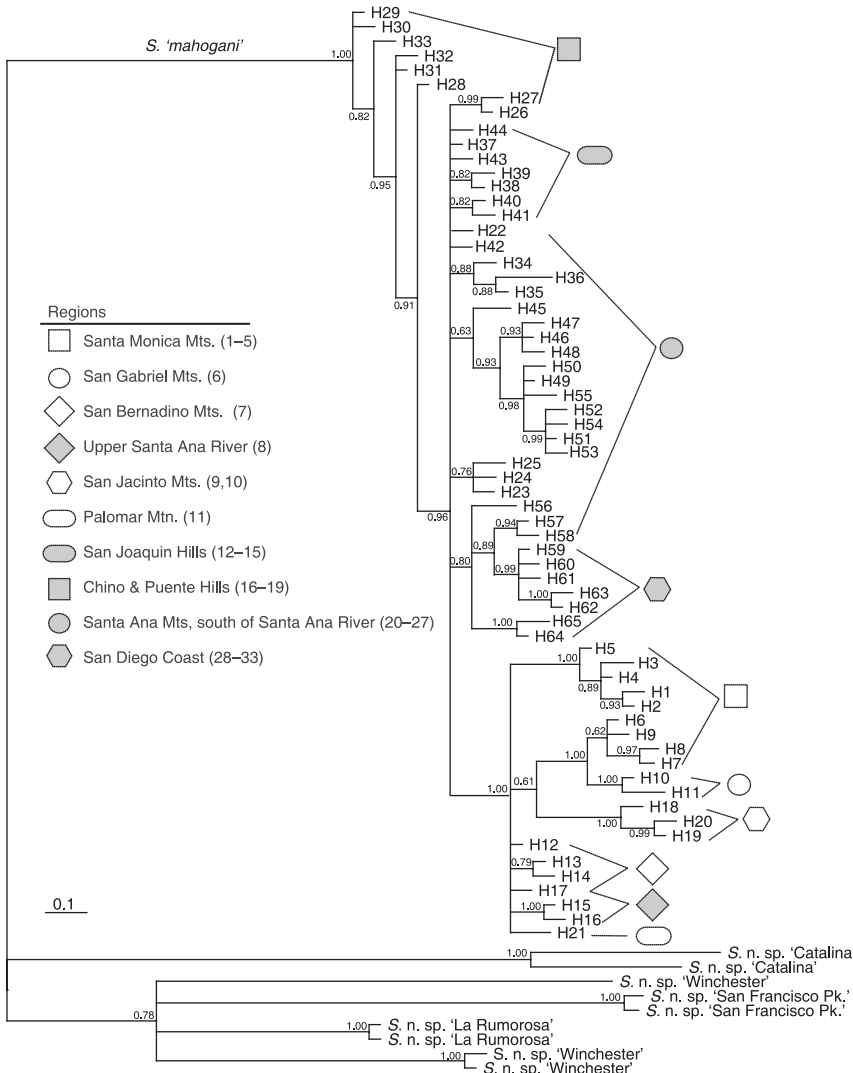 H29
H30
S. ‘mahogani’
H33
1.00
H32
H31
H28
0.99
H27
H26
0.82
H44
H37
H43
0.82
H39
H38
0.95
0.82
H40
H41
H22
H42
0.88
H34
H36
0.88
H35
0.91
H45
0.63
0.93
H47
H46
H48
0.93
H50
H49
0.98
H55
H52
H54
0.99
H51
H53
0.76
H25
H24
H23
0.96
H56
0.94
H57
H58
0.89
0.80
H59
0.99
H60
H61
1.00
H63
H62
H65
H64
Regions
Santa Monica Mts. (1–5)
San Gabriel Mts. (6)
San Bernadino Mts. (7)
Upper Santa Ana River (8)
San Jacinto Mts. (9,10)
Palomar Mtn. (11)
San Joaquin Hills (12–15)
Chino & Puente Hills (16–19)
Santa Ana Mts, south of Santa Ana River (20–27)
San Diego Coast (28–33)
H5
1.00
H3
0.89
H4
H1
0.93
H2
H6
0.62
H9
0.97
H8
H7
1.00
1.00
H10
H11
0.61
1.00
H18
1.00
H20
0.99
H19
H12
0.79
H13
H14
H17
1.00
H15
H16
H21
0.1
1.00
S. n. sp. ‘Catalina
S. n. sp. ‘Catalina’
S. n. sp. ‘Winchester’
1.00
S. n. sp. ‘San Francisco Pk.’
S. n. sp. ‘San Francisco Pk.’
0.78
1.00
S. n. sp. ‘La Rumorosa’
S. n. sp. ‘La Rumorosa’
1.00
S. n. sp. ‘Winchester’
S. n. sp. ‘Winchester’